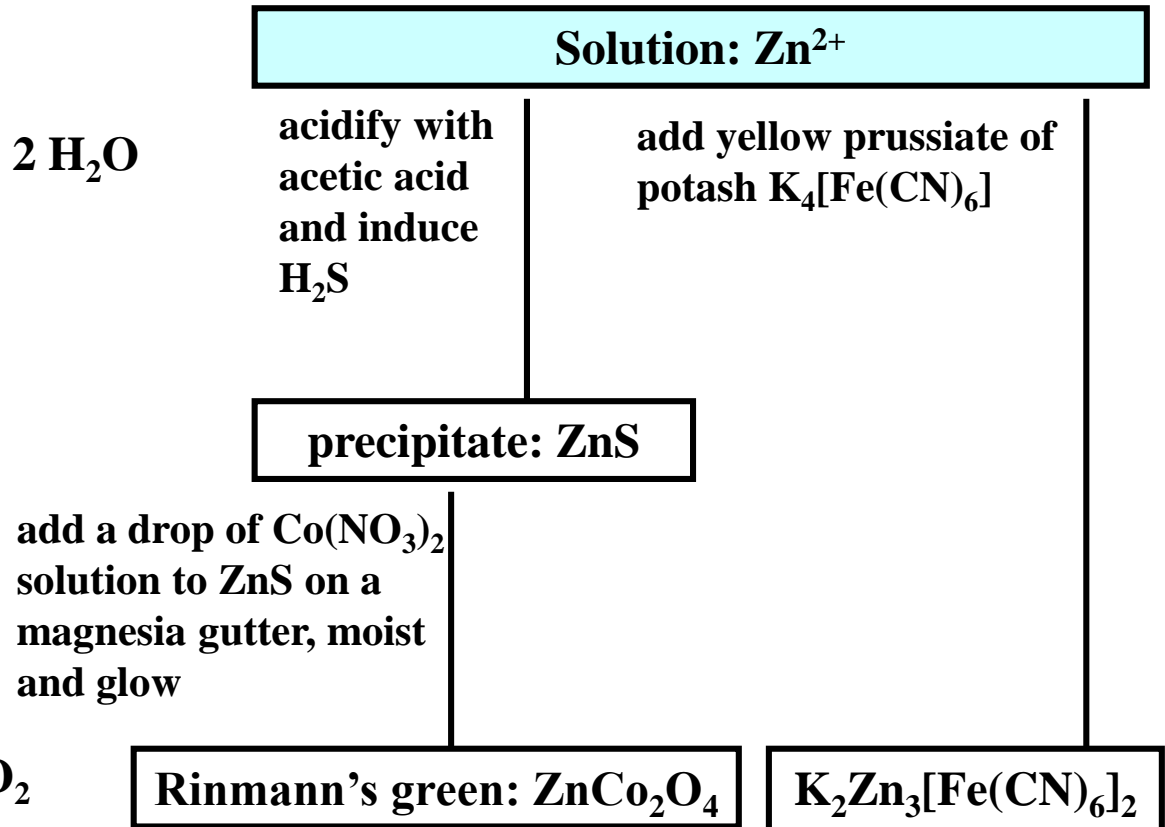 Solution: Zn²⁺
2 H₂O
acidify with
acetic acid
and induce
H₂S
add yellow prussiate of
potash K₄[Fe(CN)₆]
precipitate: ZnS
add a drop of Co(NO₃)₂
solution to ZnS on a
magnesia gutter, moist
and glow
O₂
Rinmann's green: ZnCo₂O₄
K₂Zn₃[Fe(CN)₆]₂